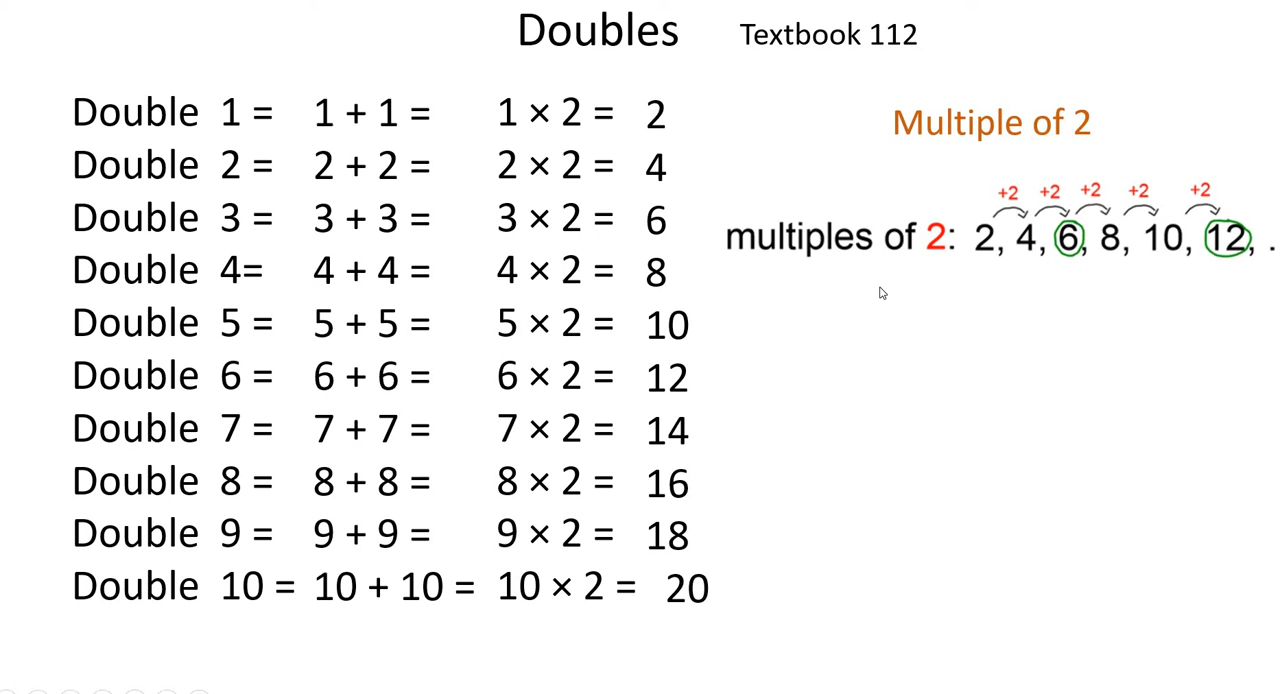 Doubles Textbook 112
Double 1 = 1 + 1 = 1 × 2 = 2
Double 2 = 2 + 2 = 2 × 2 = 4
Double 3 = 3 + 3 = 3 × 2 = 6
Double 4= 4 + 4 = 4 × 2 = 8
Double 5 = 5 + 5 = 5 × 2 = 10
Double 6 = 6 + 6 = 6 × 2 = 12
Double 7 = 7 + 7 = 7 × 2 = 14
Double 8 = 8 + 8 = 8 × 2 = 16
Double 9 = 9 + 9 = 9 × 2 = 18
Double 10 = 10 + 10 = 10 × 2 = 20
Multiple of 2
+2 +2 +2 +2 +2
multiples of 2: 2, 4, 6, 8, 10, 12, .